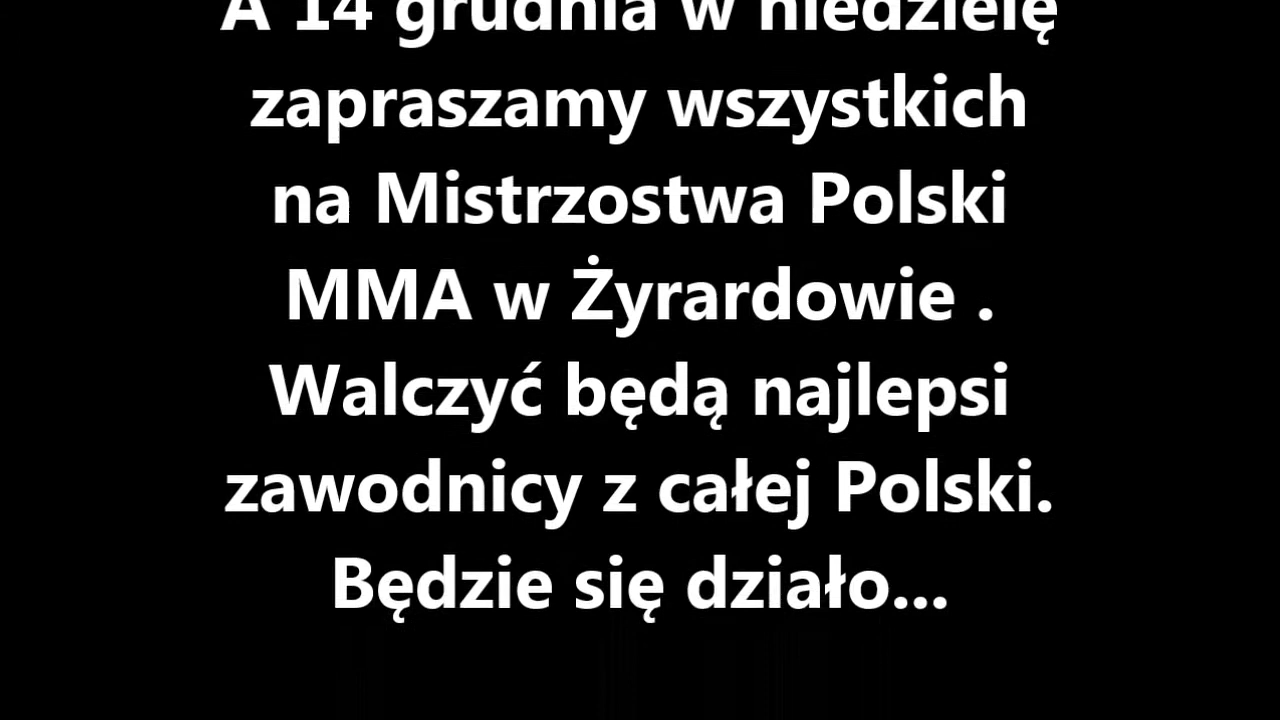 A 14 grudnia w niedzielę
zapraszamy wszystkich
na Mistrzostwa Polski
MMA w Żyrardowie .
Walczyć będą najlepsi
zawodnicy z całej Polski.
Będzie się działo...